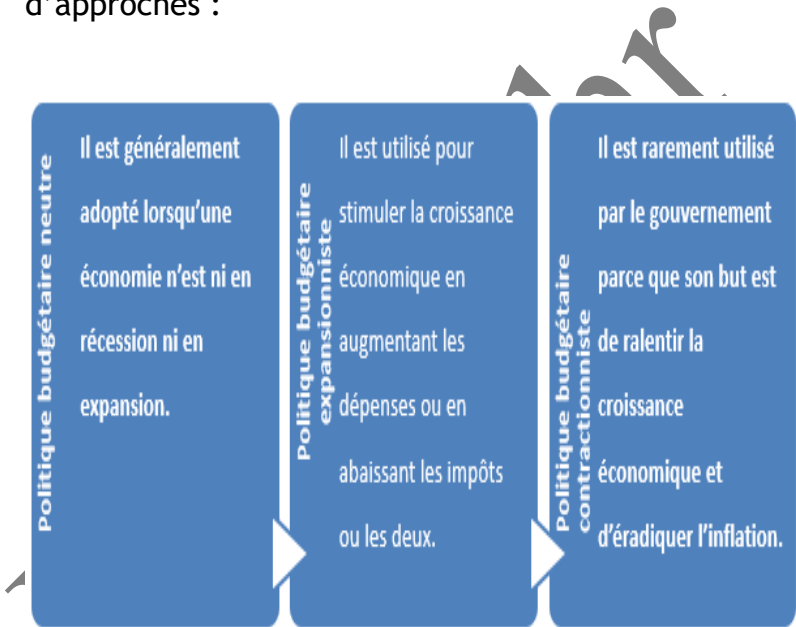 d'approches :
Politique budgétaire neutre
Il est généralement
adopté lorsqu'une
économie n'est ni en
récession ni en
expansion.
Politique budgétaire
expansionniste
Il est utilisé pour
stimuler la croissance
économique en
augmentant les
dépenses ou en
abaissant les impôts
ou les deux.
Politique budgétaire
contractionniste
Il est rarement utilisé
par le gouvernement
parce que son but est
de ralentir la
croissance
économique et
d'éradiquer l'inflation.